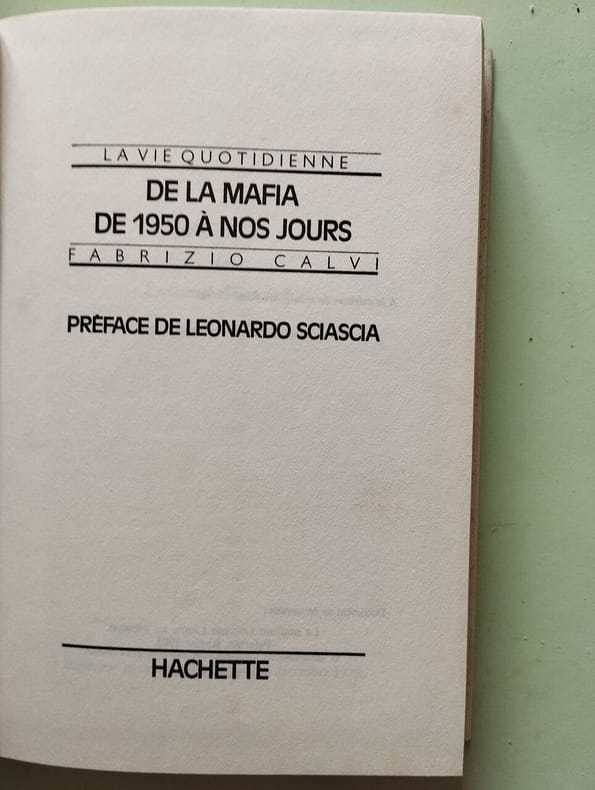 LA VIE QUOTIDIENNE
DE LA MAFIA
DE 1950 À NOS JOURS
FABRIZIO CALVI
PRÉFACE DE LEONARDO SCIASCIA
HACHETTE